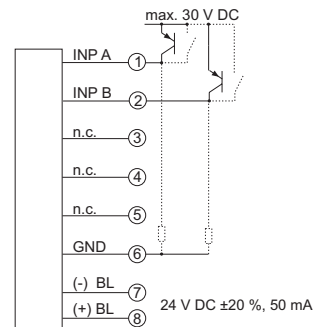 max. 30 V DC
INP A 1
INP B 2
n.c. 3
n.c. 4
n.c. 5
GND 6
(-) BL 7
24 V DC ±20 %, 50 mA
(+) BL 8